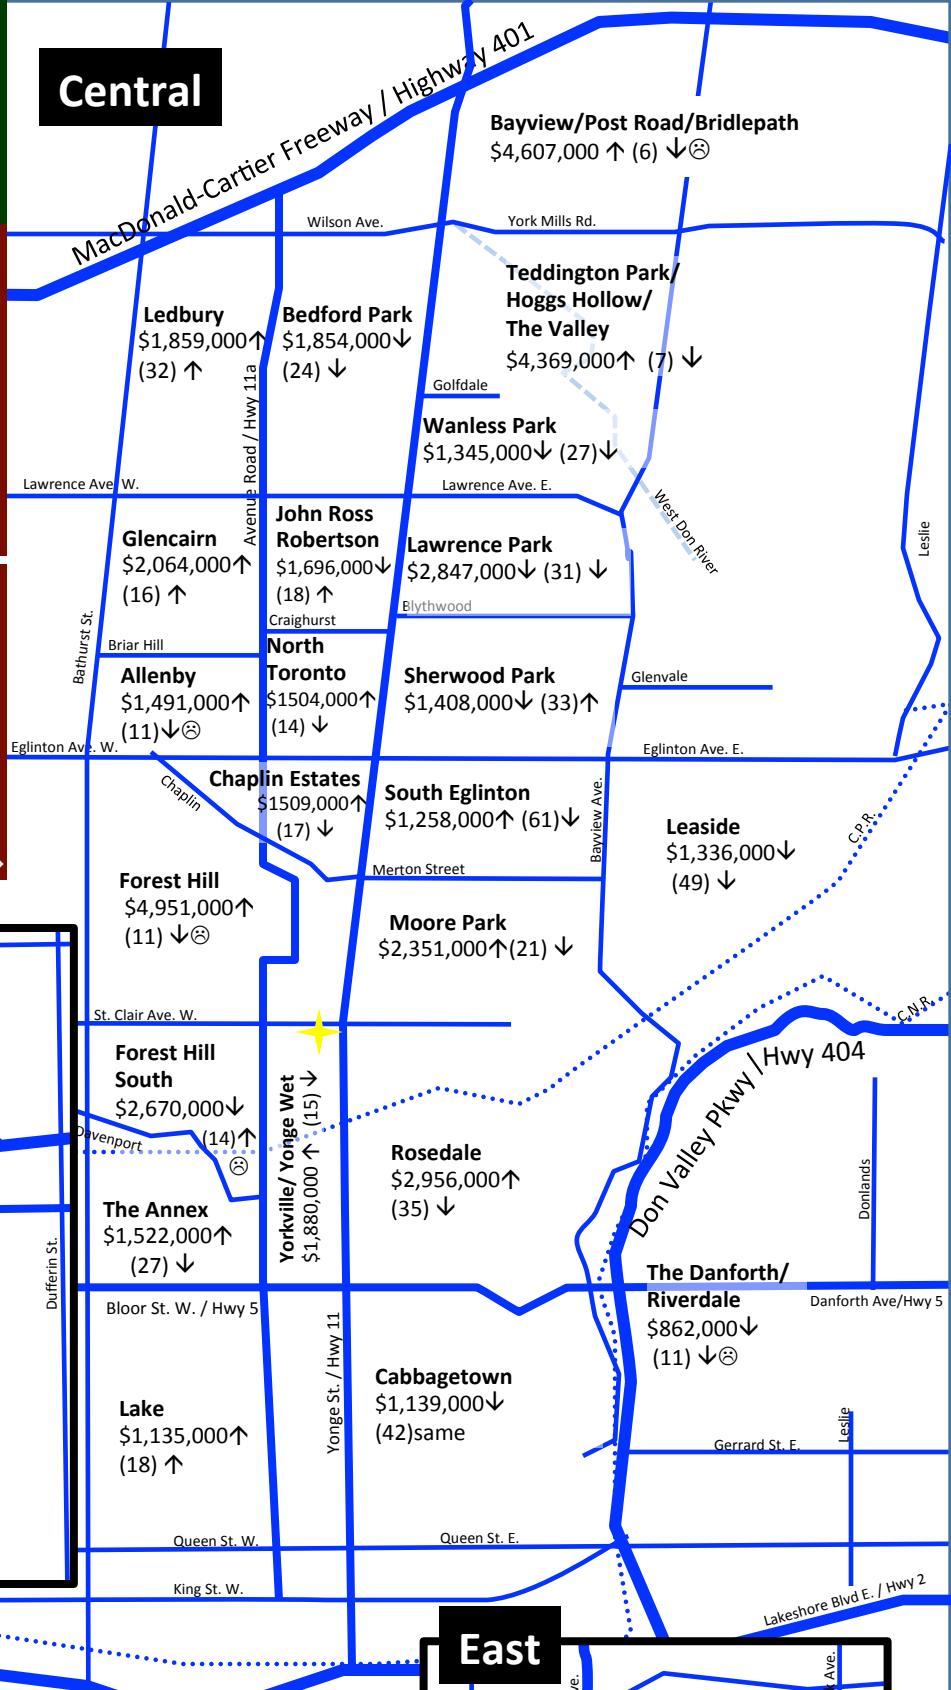 Central
MacDonald-Cartier Freeway / Highway 401
Bayview/Post Road/Bridlepath
$4,607,000 ↑ (6) ↓☹
Wilson Ave.
York Mills Rd.
Teddington Park/
Hoggs Hollow/
The Valley
$4,369,000↑ (7) ↓
Ledbury
$1,859,000↑
(32) ↑
Bedford Park
$1,854,000↓
(24) ↓
Avenue Road / Hwy 11a
Golfdale
Wanless Park
$1,345,000↓ (27)↓
Lawrence Ave. W.
Lawrence Ave. E.
West Don River
Leslie
Glencairn
$2,064,000↑
(16) ↑
John Ross
Robertson
$1,696,000↓
(18) ↑
Lawrence Park
$2,847,000↓ (31) ↓
Blythwood
Craighurst
Bathurst St.
Briar Hill
Allenby
$1,491,000↑
(11)↓☹
North
Toronto
$1504,000↑
(14) ↓
Sherwood Park
$1,408,000↓ (33)↑
Glenvale
Eglinton Ave. W.
Eglinton Ave. E.
Chaplin
Chaplin Estates
$1509,000↑
(17) ↓
South Eglinton
$1,258,000↑ (61)↓
Bayview Ave.
Leaside
$1,336,000↓
(49) ↓
C.P.R.
Merton Street
Forest Hill
$4,951,000↑
(11) ↓☹
Moore Park
$2,351,000↑(21) ↓
St. Clair Ave. W.
C.N.R.
Don Valley Pkwy / Hwy 404
Forest Hill
South
$2,670,000↓
(14)↑
☹
Davenport
Yorkville/ Yonge Wet
$1,880,000 ↑ (15) ↓
Rosedale
$2,956,000↑
(35) ↓
Donlands
The Annex
$1,522,000↑
(27) ↓
Dufferin St.
Bloor St. W. / Hwy 5
The Danforth/
Riverdale
$862,000↓
(11) ↓☹
Danforth Ave/Hwy 5
Yonge St. / Hwy 11
Cabbagetown
$1,139,000↓
(42)same
Lake
$1,135,000↑
(18) ↑
Leslie
Gerrard St. E.
Queen St. W.
Queen St. E.
King St. W.
Lakeshore Blvd E. / Hwy 2
East